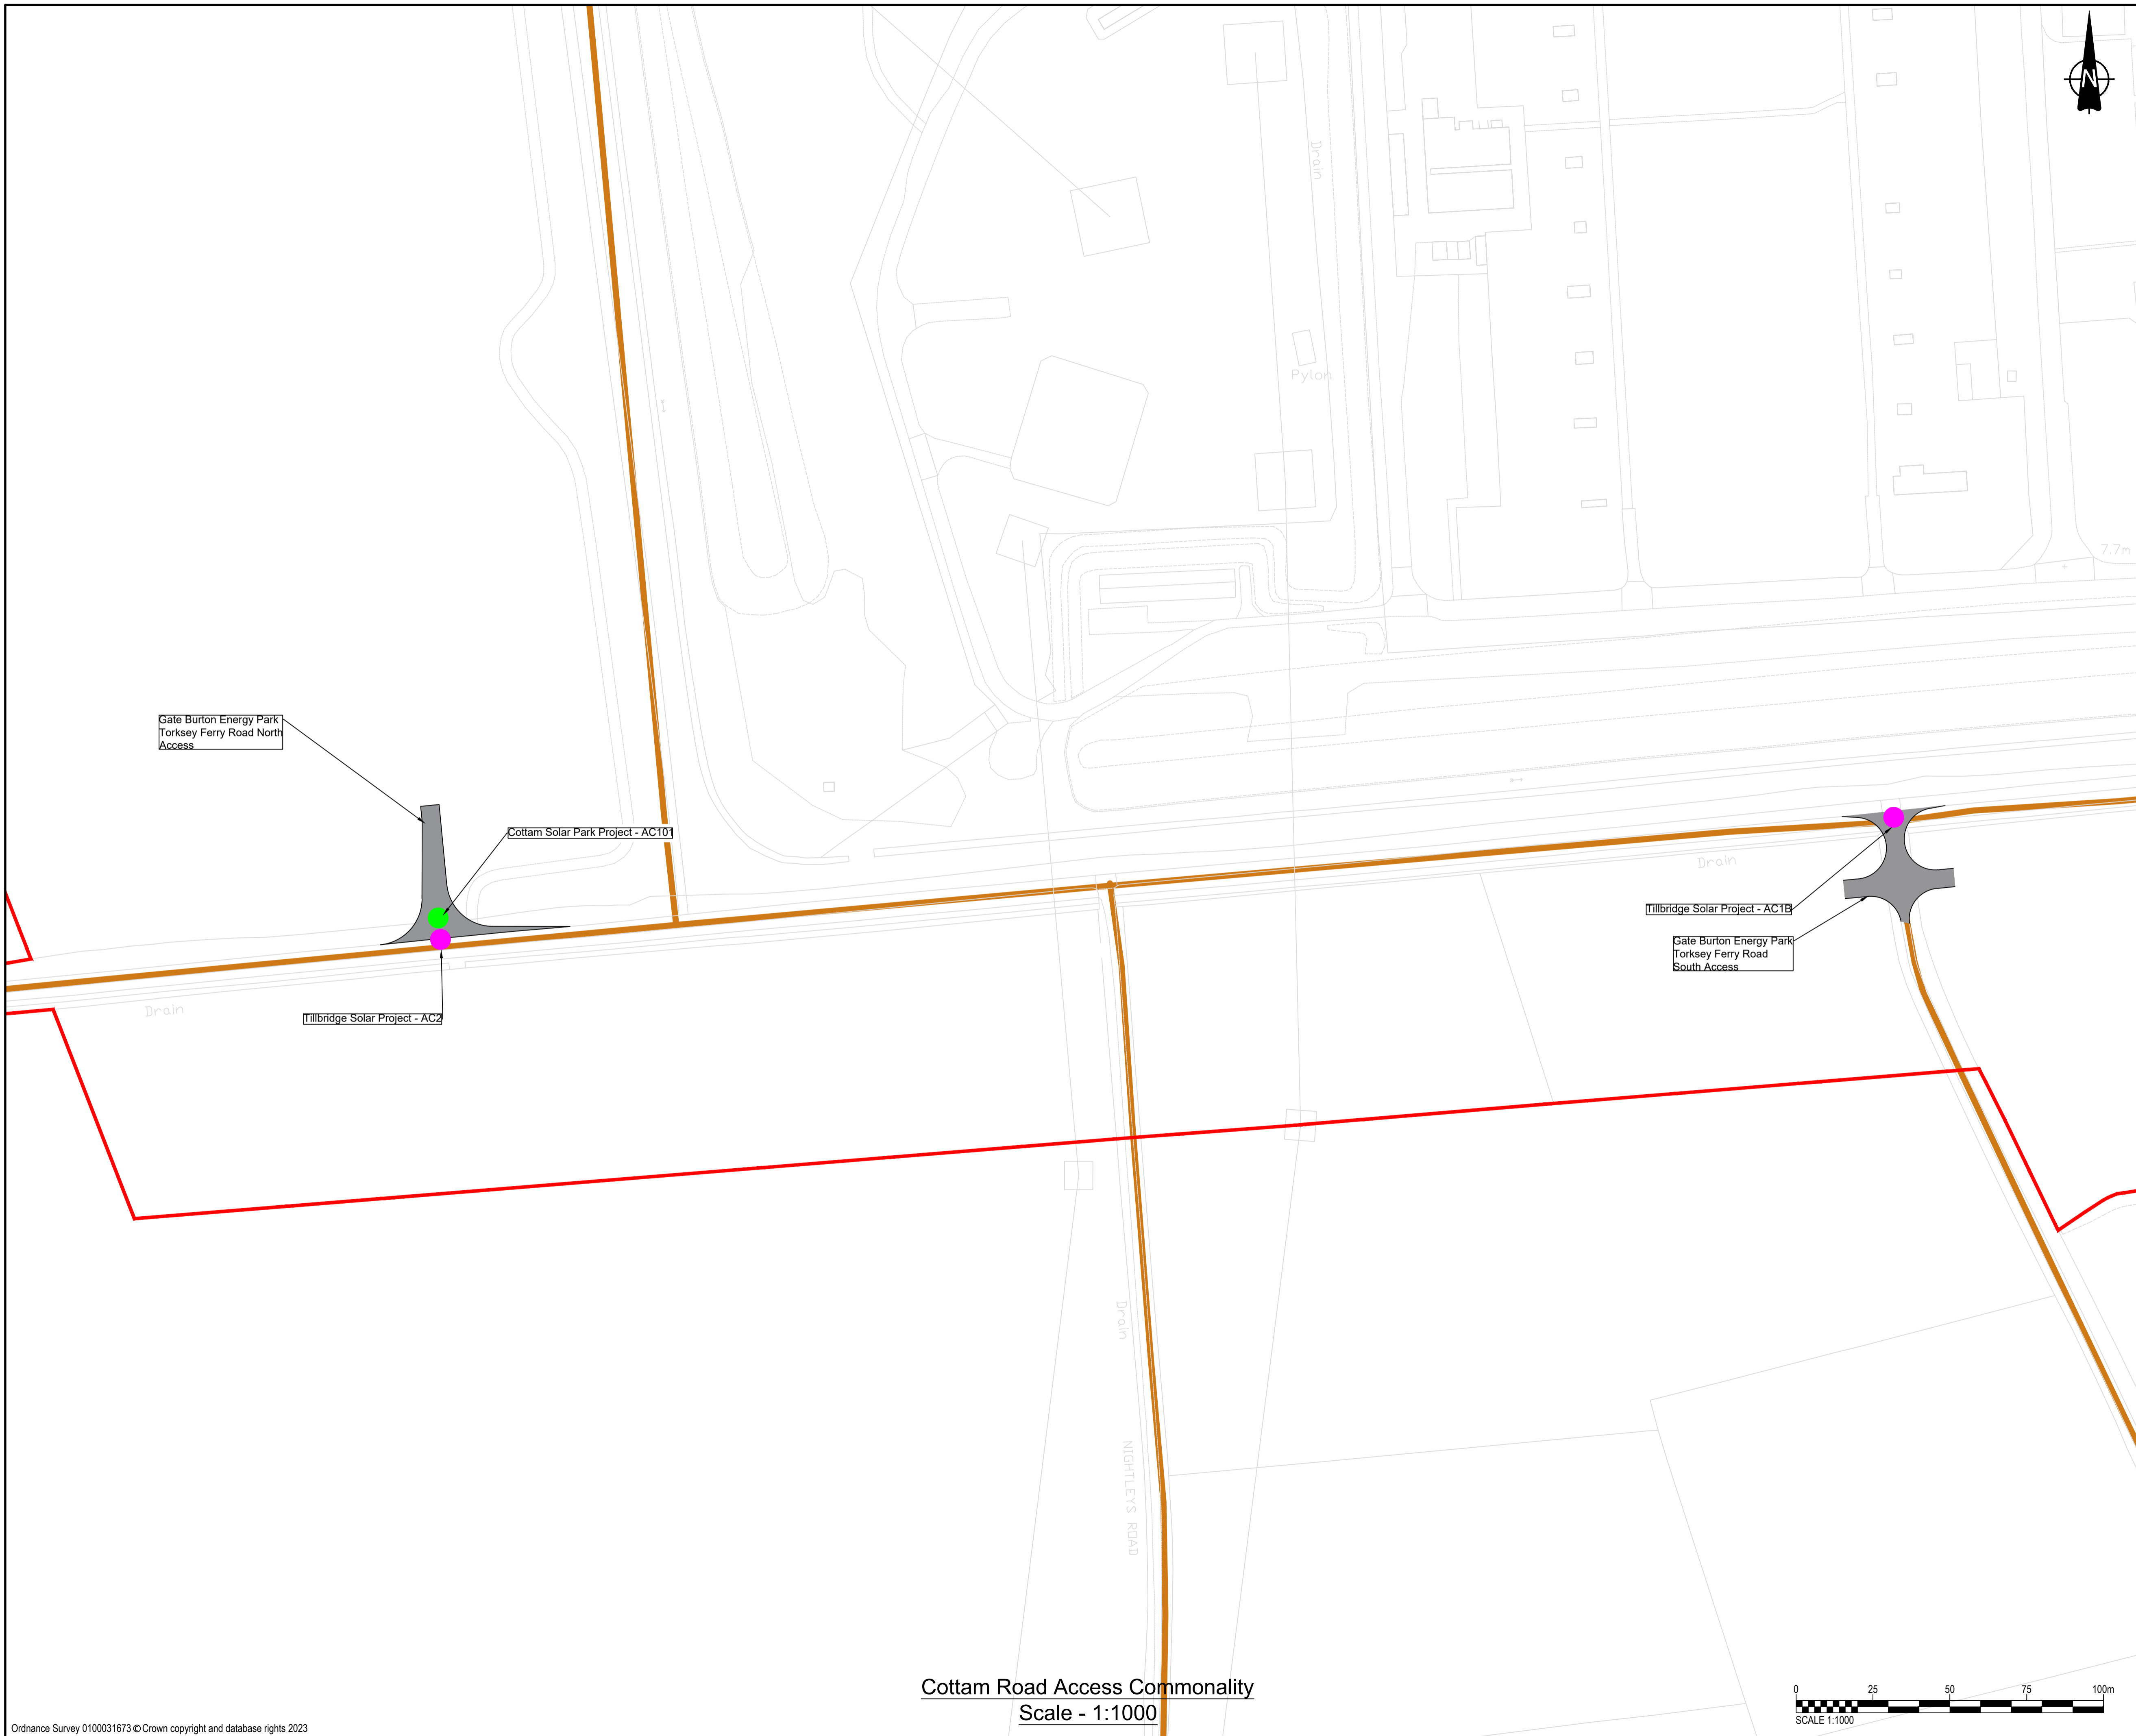 N
Drain
Pylon
7.7m
Gate Burton Energy Park
Torksey Ferry Road North
Access
Cottam Solar Park Project - AC101
Drain
Tillbridge Solar Project - AC1B
Gate Burton Energy Park
Torksey Ferry Road
South Access
Drain
Tillbridge Solar Project - AC2
Drain
NIGHTLEYS ROAD
Cottam Road Access Commonality
Scale - 1:1000
0 25 50 75 100m
SCALE 1:1000
Ordnance Survey 0100031673 © Crown copyright and database rights 2023